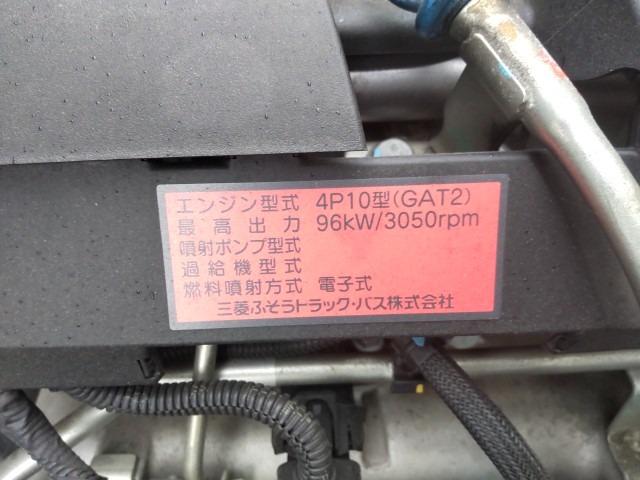 エンジン型式 4P10型(GAT2)
最高出力 96kW/3050rpm
噴射ポンプ型式
過給機型式
燃料噴射方式 電子式
三菱ふそうトラック・バス株式会社